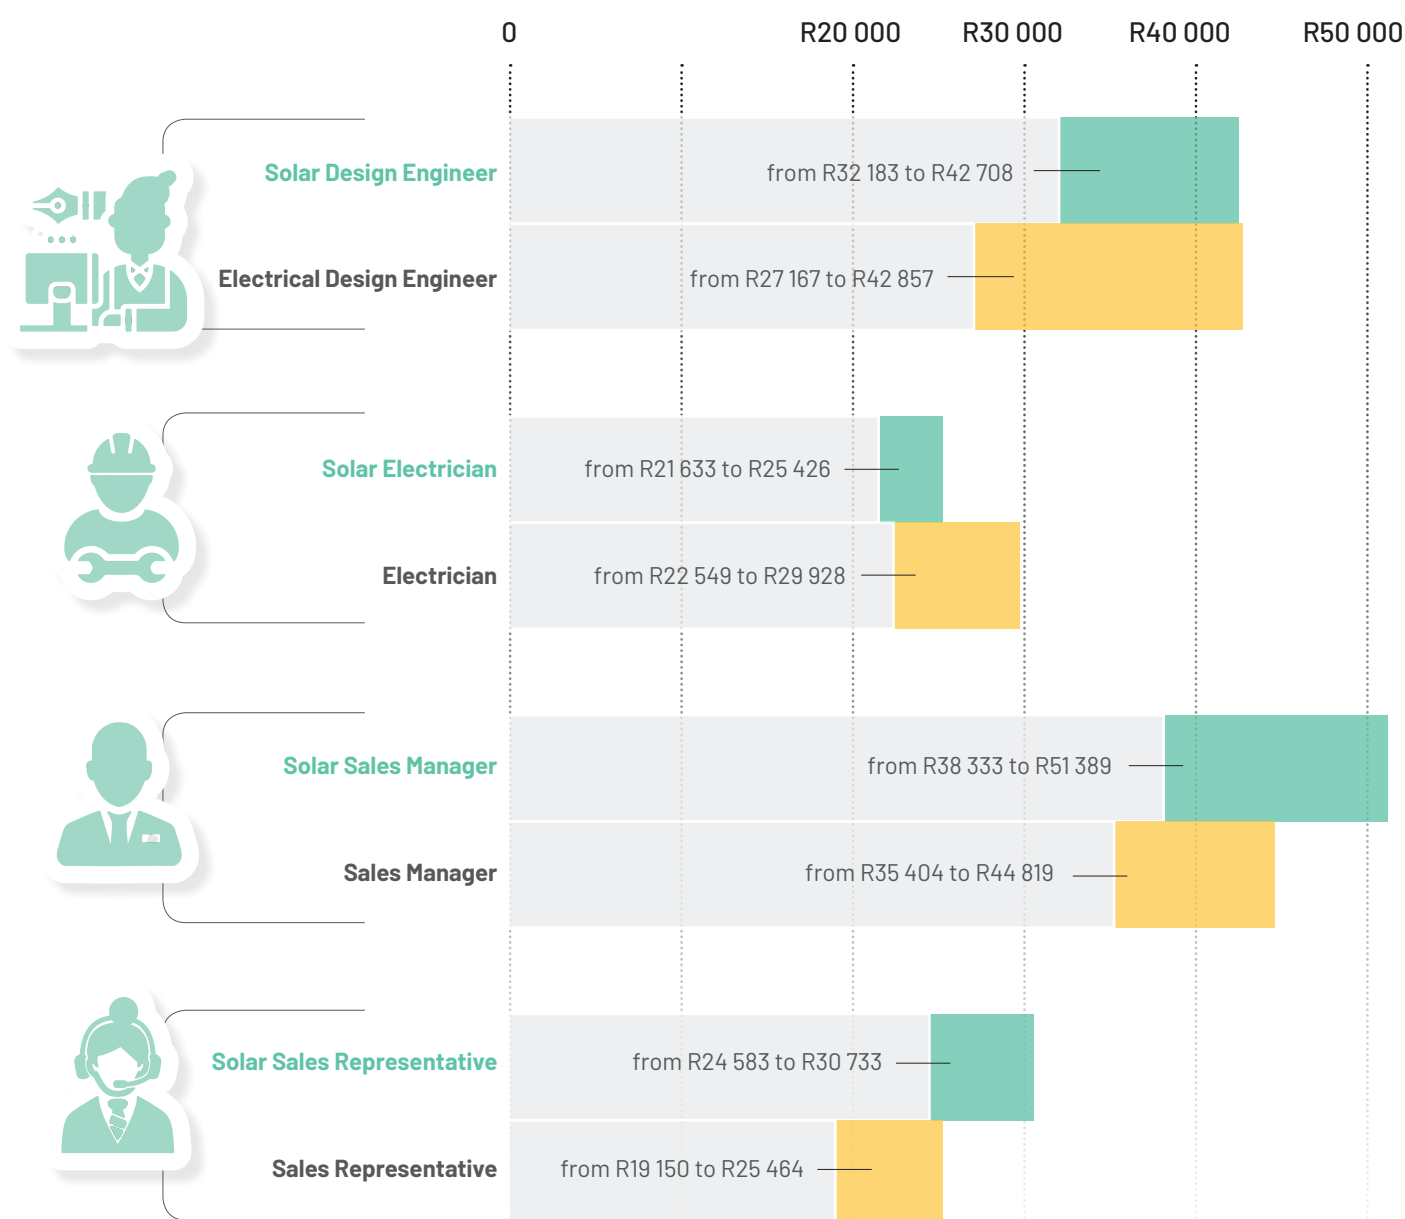 0 R20 000 R30 000 R40 000 R50 000
Solar Design Engineer from R32 183 to R42 708
Electrical Design Engineer from R27 167 to R42 857
Solar Electrician from R21 633 to R25 426
Electrician from R22 549 to R29 928
Solar Sales Manager from R38 333 to R51 389
Sales Manager from R35 404 to R44 819
Solar Sales Representative from R24 583 to R30 733
Sales Representative from R19 150 to R25 464